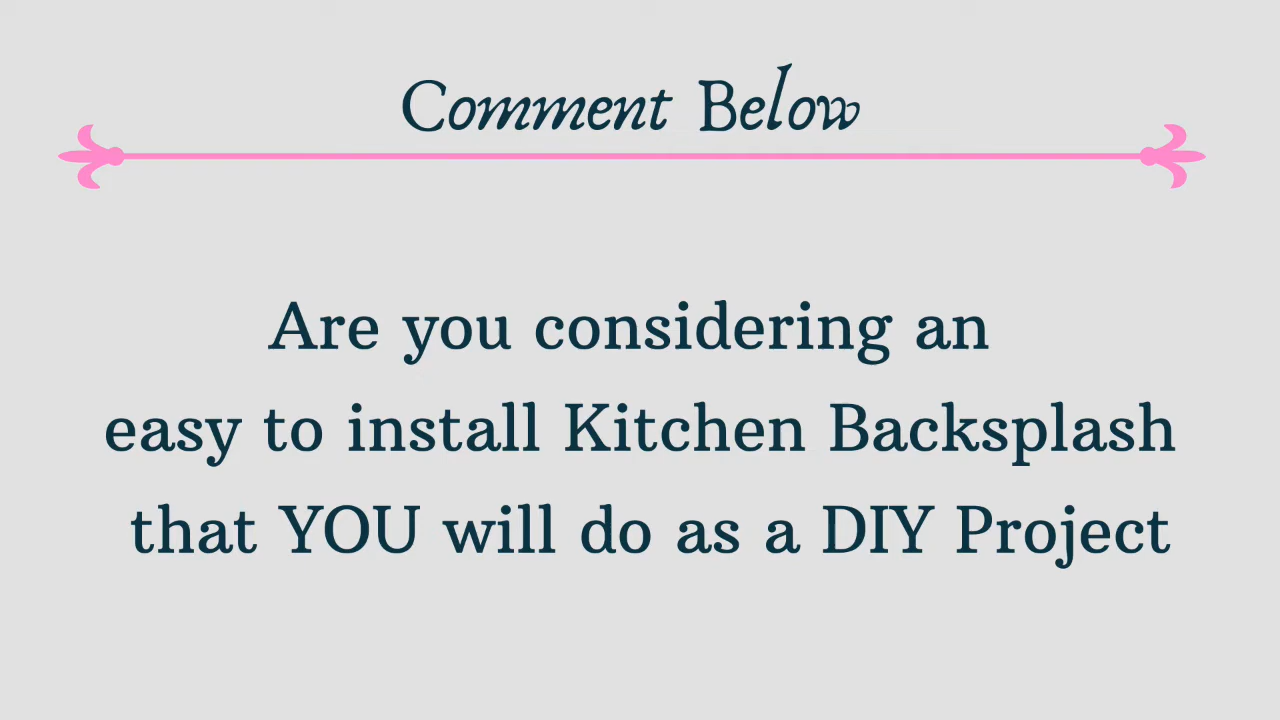 Comment Below
Are you considering an
easy to install Kitchen Backsplash
that YOU will do as a DIY Project